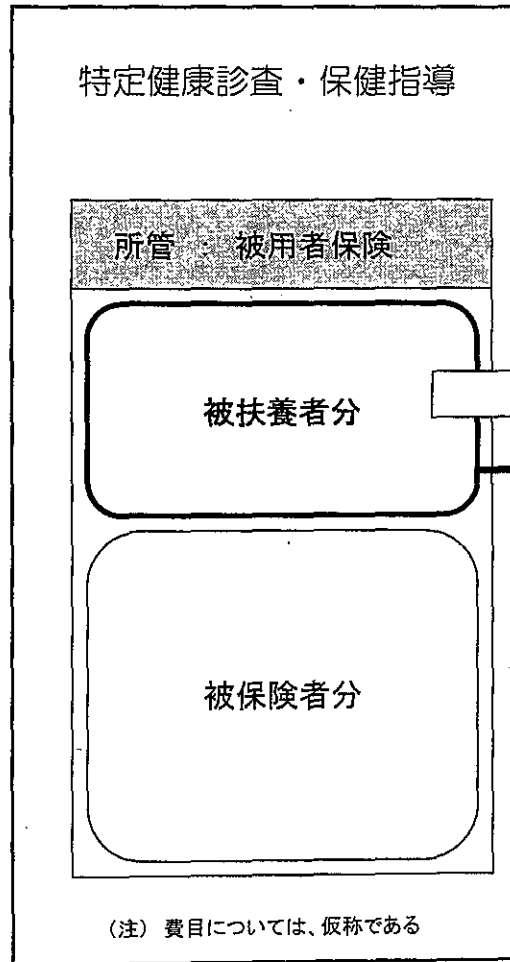 特定健康診査・保健指導
所管 : 被用者保険
被扶養者分
被保険者分
(注) 費目については、仮称である